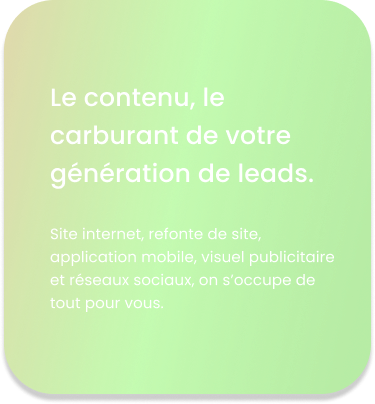 Le contenu, le
carburant de votre
génération de leads.
Site internet, refonte de site,
application mobile, visuel publicitaire
et réseaux sociaux, on s'occupe de
tout pour vous.